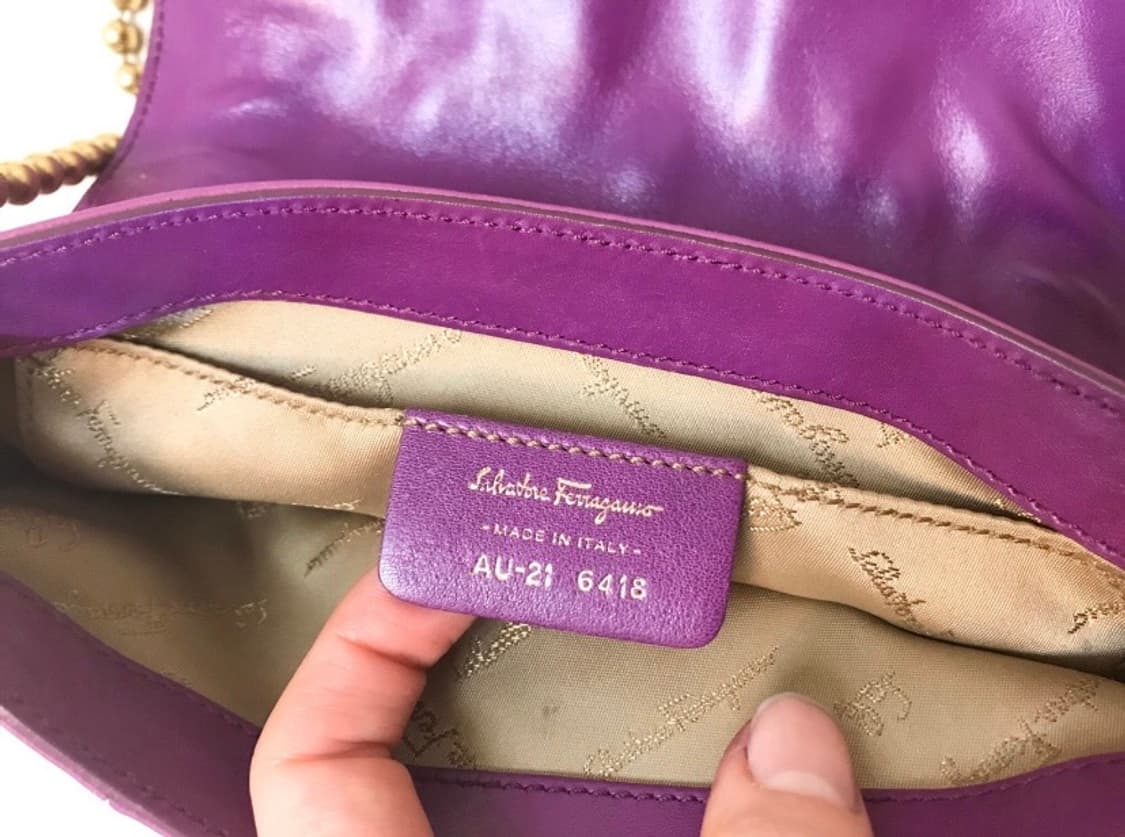 Salvatore Ferragamo
-MADE IN ITALY-
AU-21 6418